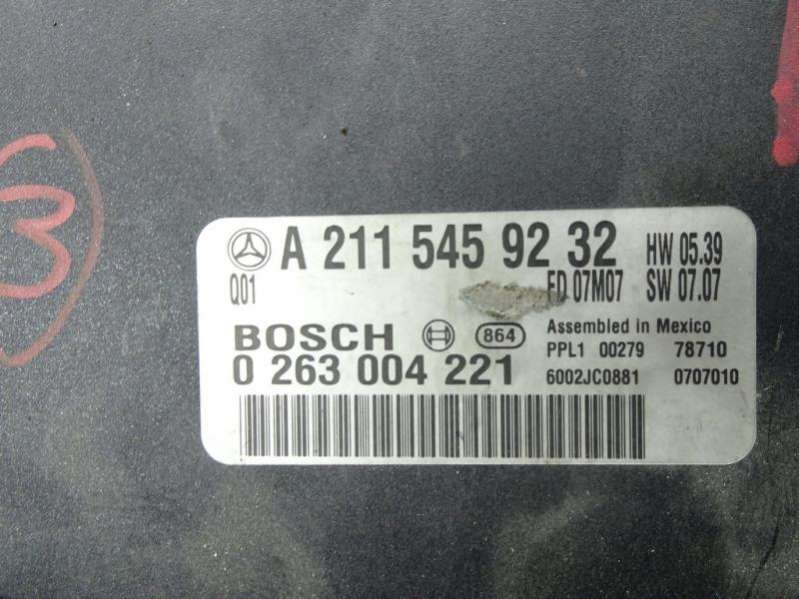 3
A 211 545 92 32 HW 05.39
Q01 ED 07M07 SW 07.07
BOSCH 864 Assembled in Mexico
0 263 004 221 PPL1 00279 78710
6002JC0881 0707010